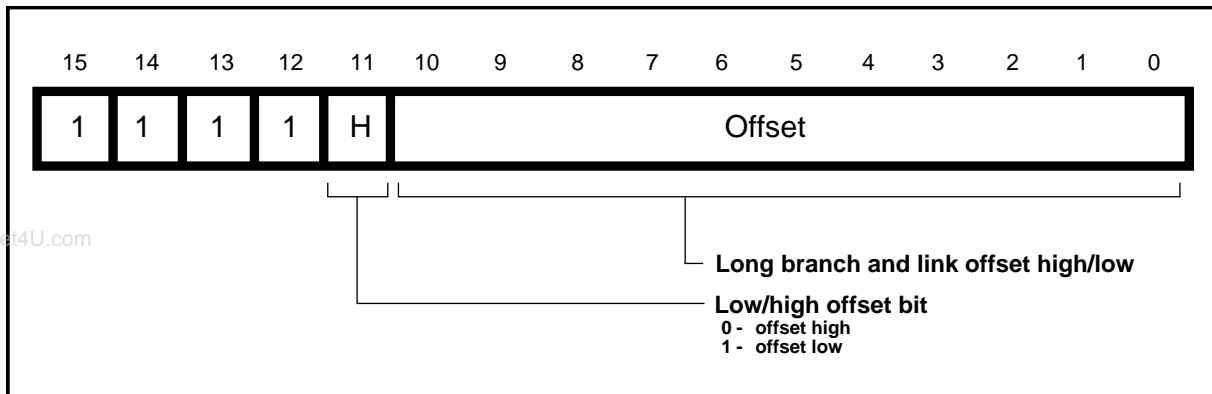 15 14 13 12 11 10 9 8 7 6 5 4 3 2 1 0
1 1 1 1 H Offset
et4U.com
Long branch and link offset high/low
Low/high offset bit
0 - offset high
1 - offset low